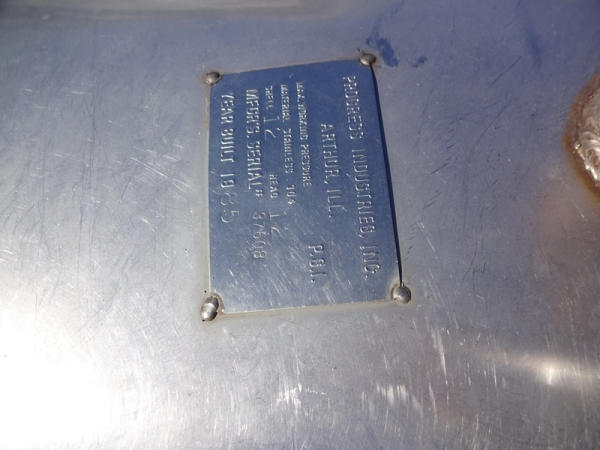 PROGRESS INDUSTRIES, INC.
ARTHUR, ILL.
P.S.I.
MAX. WORKING PRESSURE
MATERIAL STAINLESS 304
SHELL 12 HEAD 12
MFGR'S. SERIAL# 37608
YEAR BUILT 1985